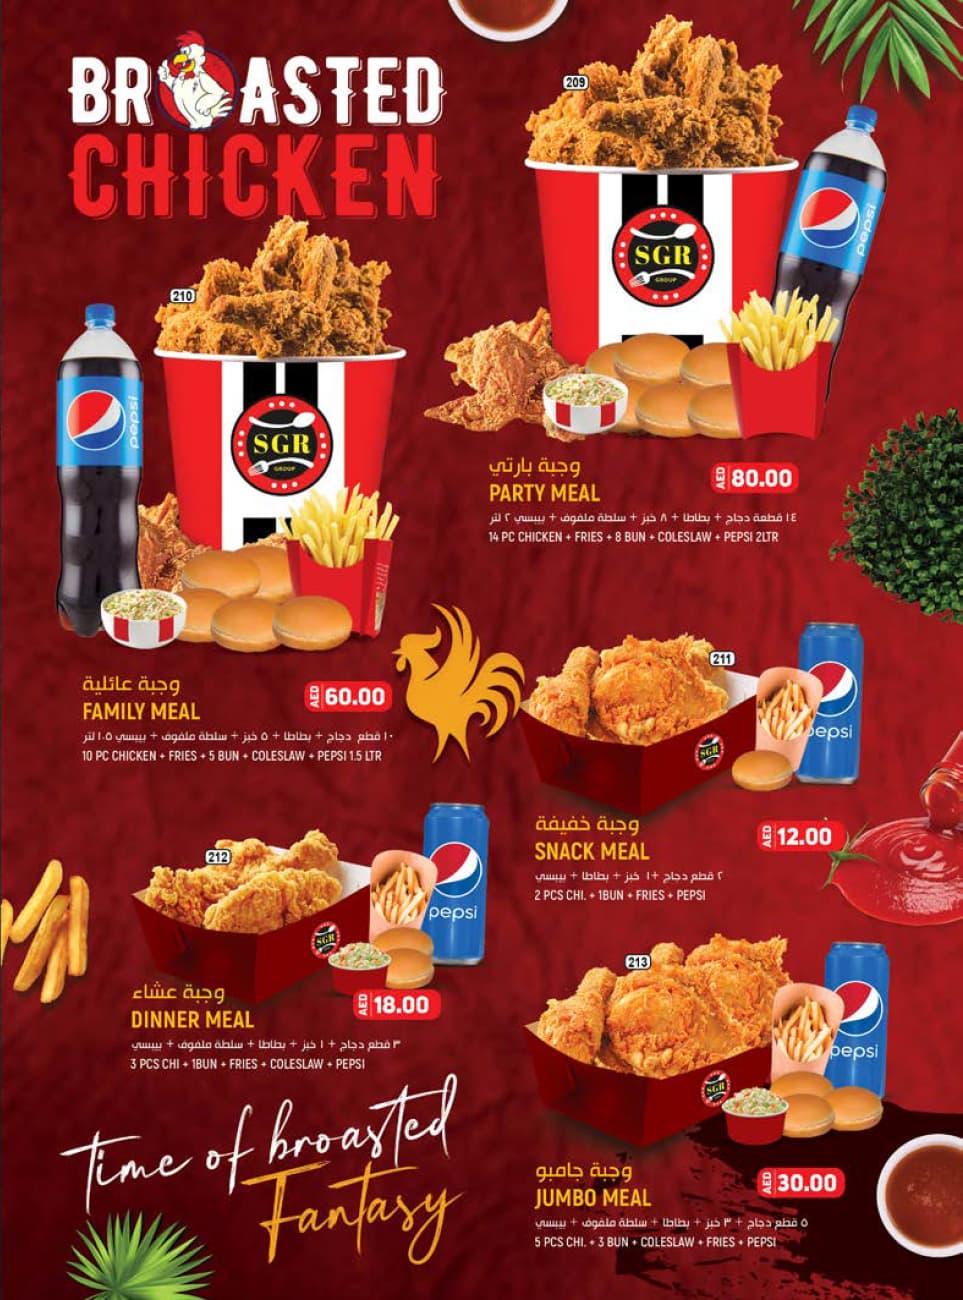 BROASTED
CHICKEN
209
SGR
GROUP
pepsi
وجبة بارتي
PARTY MEAL
AED 80.00
١٤ قطعة دجاج + بطاطا + ٨ خبز + سلطة ملفوف + بيبسي ٢ لتر
14 PC CHICKEN + FRIES + 8 BUN + COLESLAW + PEPSI 2LTR
210
SGR
GROUP
pepsi
وجبة عائلية
FAMILY MEAL
AED 60.00
١٠ قطع دجاج + بطاطا + ٥ خبز + سلطة ملفوف + بيبسي ١.٥ لتر
10 PC CHICKEN + FRIES + 5 BUN + COLESLAW + PEPSI 1.5 LTR
211
SGR
pepsi
وجبة خفيفة
SNACK MEAL
AED 12.00
٢ قطع دجاج +١ خبز + بطاطا + بيبسي
2 PCS CHI. + 1BUN + FRIES + PEPSI
212
SGR
pepsi
وجبة عشاء
DINNER MEAL
AED 18.00
٣ قطع دجاج + ١ خبز + بطاطا + سلطة ملفوف + بيبسي
3 PCS CHI + 1BUN + FRIES + COLESLAW + PEPSI
213
SGR
pepsi
وجبة جامبو
JUMBO MEAL
AED 30.00
٥ قطع دجاج + ٣ خبز + بطاطا + سلطة ملفوف + بيبسي
5 PCS CHI. + 3 BUN + COLESLAW + FRIES + PEPSI
Time of broasted
Fantasy